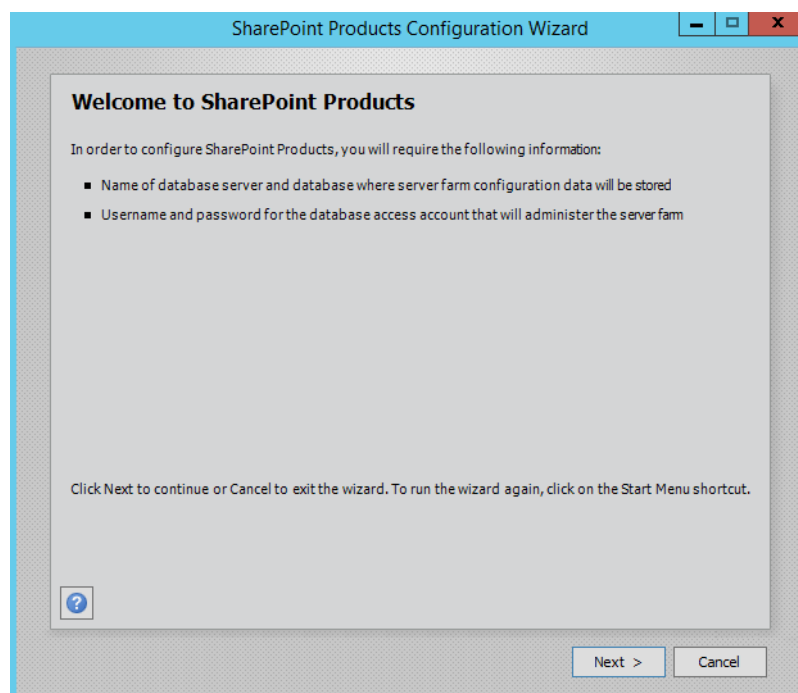 SharePoint Products Configuration Wizard
Welcome to SharePoint Products
In order to configure SharePoint Products, you will require the following information:
Name of database server and database where server farm configuration data will be stored
Username and password for the database access account that will administer the server farm
Click Next to continue or Cancel to exit the wizard. To run the wizard again, click on the Start Menu shortcut.
Next >
Cancel